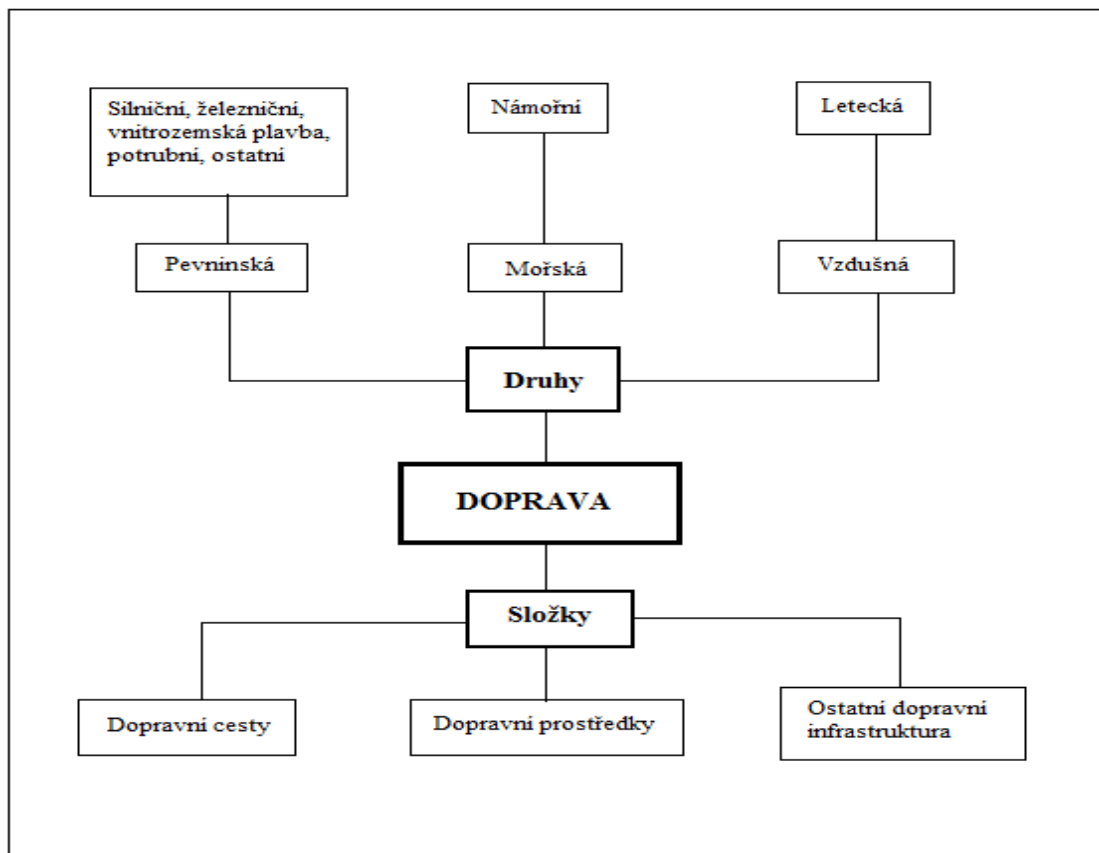 Silniční, železniční,
vnitrozemská plavba,
potrubní, ostatní
Námořní
Letecká
Pevninská
Mořská
Vzdušná
Druhy
DOPRAVA
Složky
Dopravní cesty
Dopravní prostředky
Ostatní dopravní
infrastruktura